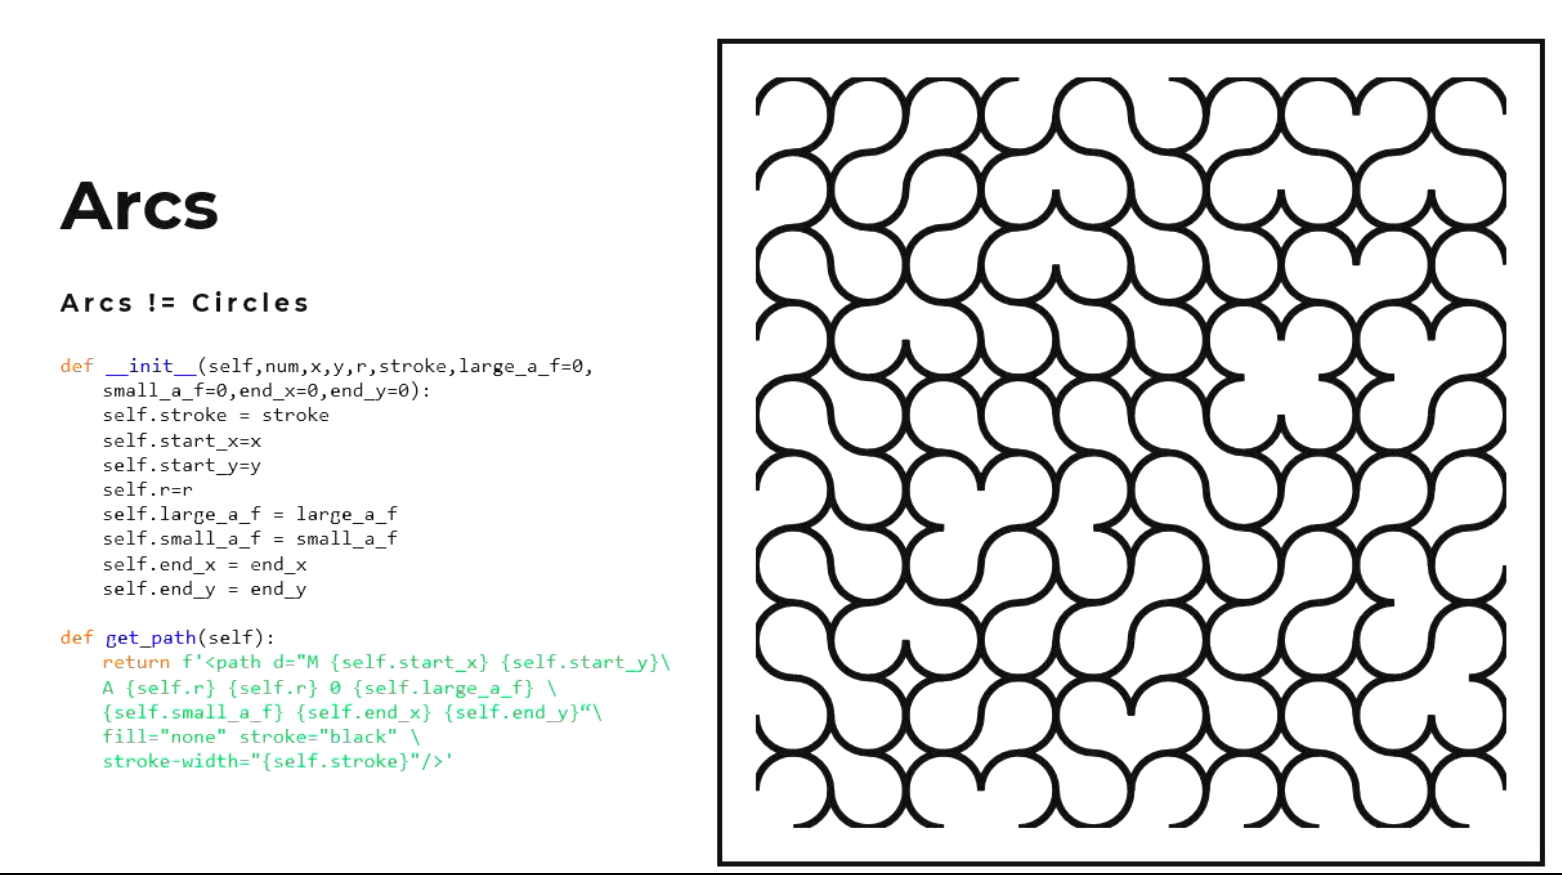 Arcs
Arcs != Circles
def __init__(self,num,x,y,r,stroke,large_a_f=0,
small_a_f=0,end_x=0,end_y=0):
self.stroke = stroke
self.start_x=x
self.start_y=y
self.r=r
self.large_a_f = large_a_f
self.small_a_f = small_a_f
self.end_x = end_x
self.end_y = end_y
def get_path(self):
return f'<path d="M {self.start_x} {self.start_y}\
A {self.r} {self.r} 0 {self.large_a_f} \
{self.small_a_f} {self.end_x} {self.end_y}“\
fill="none" stroke="black" \
stroke-width="{self.stroke}"/>'